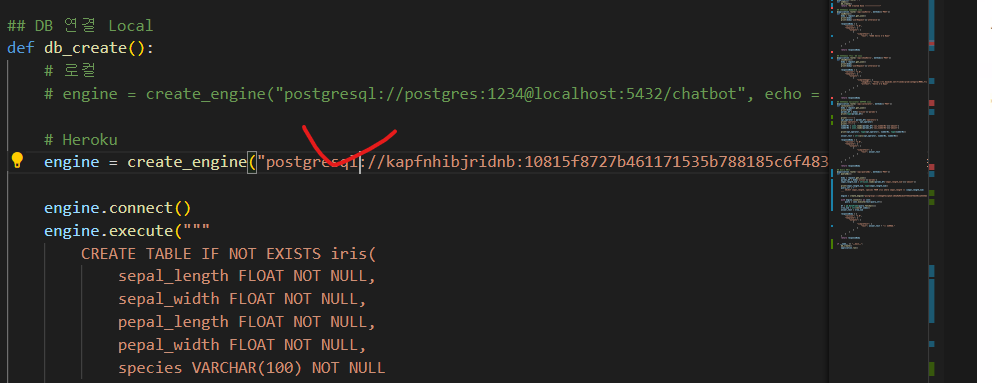 ## DB 연결 Local
def db_create():
# 로컬
# engine = create_engine("postgresql://postgres:1234@localhost:5432/chatbot", echo =
# Heroku
engine = create_engine("postgresql://kapfnhibjridnb:10815f8727b461171535b788185c6f483
engine.connect()
engine.execute("""
CREATE TABLE IF NOT EXISTS iris(
sepal_length FLOAT NOT NULL,
sepal_width FLOAT NOT NULL,
pepal_length FLOAT NOT NULL,
pepal_width FLOAT NOT NULL,
species VARCHAR(100) NOT NULL